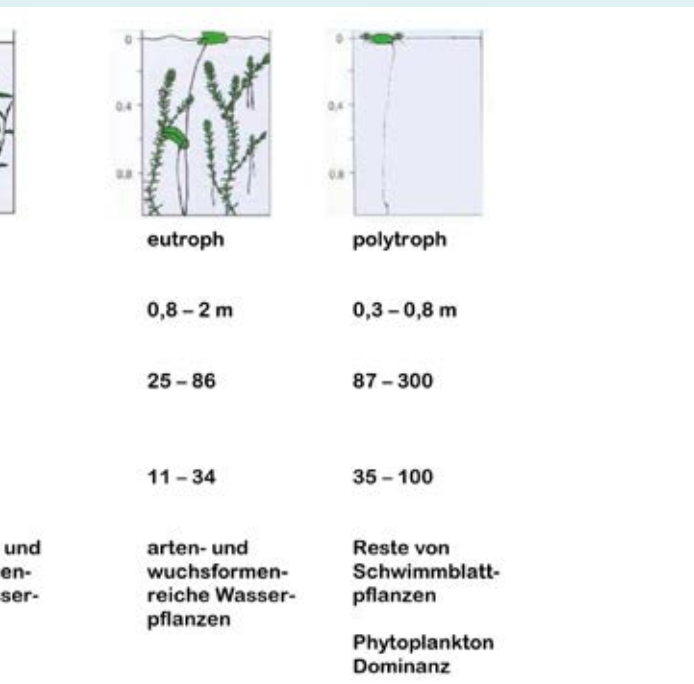 0
0,4
0,8
0
0,4
0,8
eutroph
polytroph
0,8 – 2 m
0,3 – 0,8 m
25 – 86
87 – 300
11 – 34
35 – 100
und
en-
ser-
arten- und
wuchsformen-
reiche Wasser-
pflanzen
Reste von
Schwimmblatt-
pflanzen
Phytoplankton
Dominanz